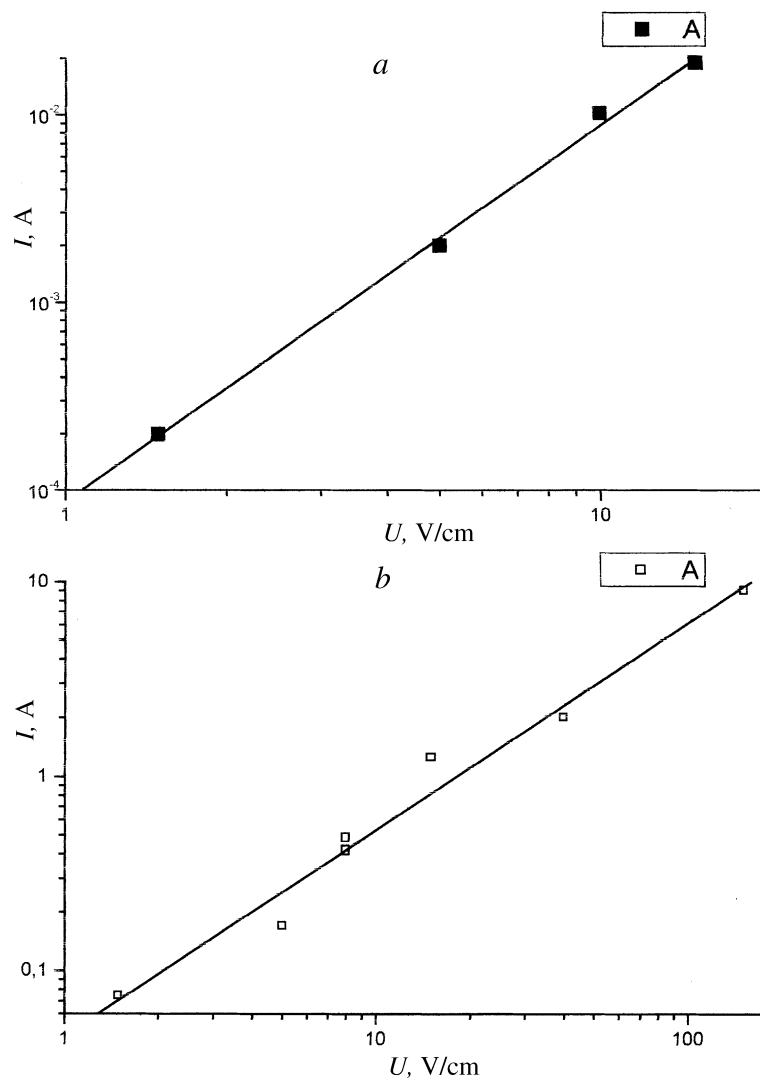 A
a
10⁻²
I, A
10⁻³
10⁻⁴
1 10
U, V/cm
A
b
10
I, A
1
0,1
1 10 100
U, V/cm